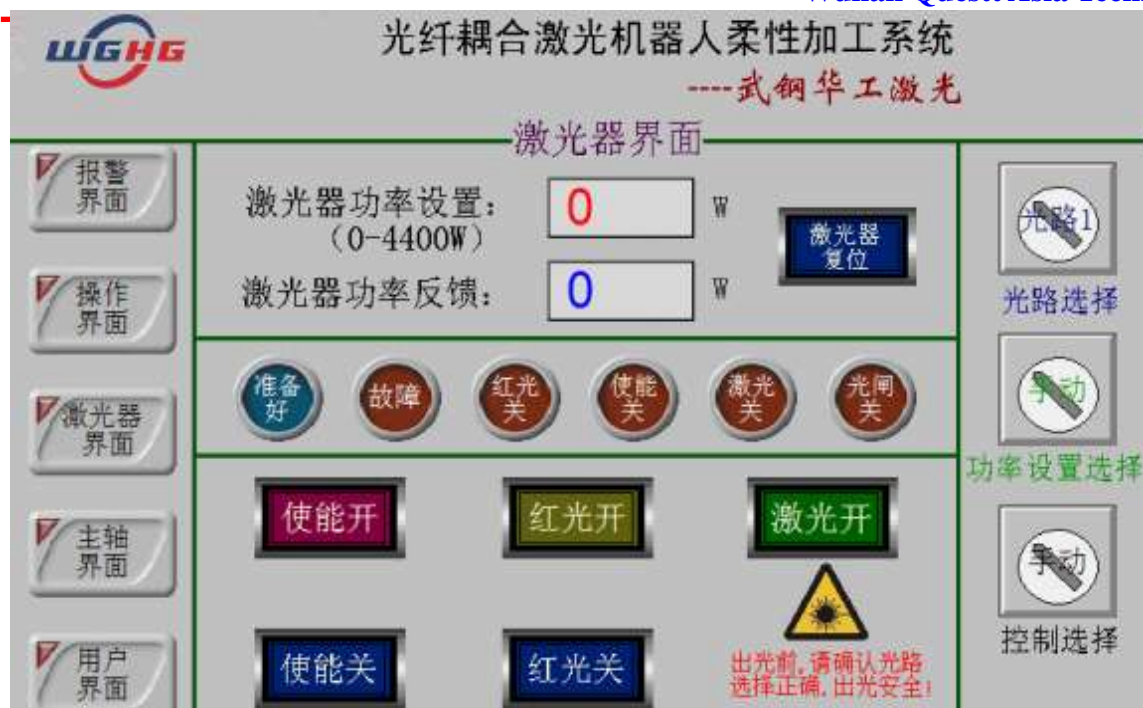 WGHG
光纤耦合激光机器人柔性加工系统
----武钢华工激光
激光器界面
报警
界面
操作
界面
激光器
界面
主轴
界面
用户
界面
激光器功率设置:
(0-4400W)
0
W
激光器功率反馈:
0
W
激光器
复位
准备
好
故障
红光
关
使能
关
激光
关
光闸
关
使能开
红光开
激光开
使能关
红光关
出光前,请确认光路
选择正确,出光安全!
光路1
光路选择
手动
功率设置选择
手动
控制选择